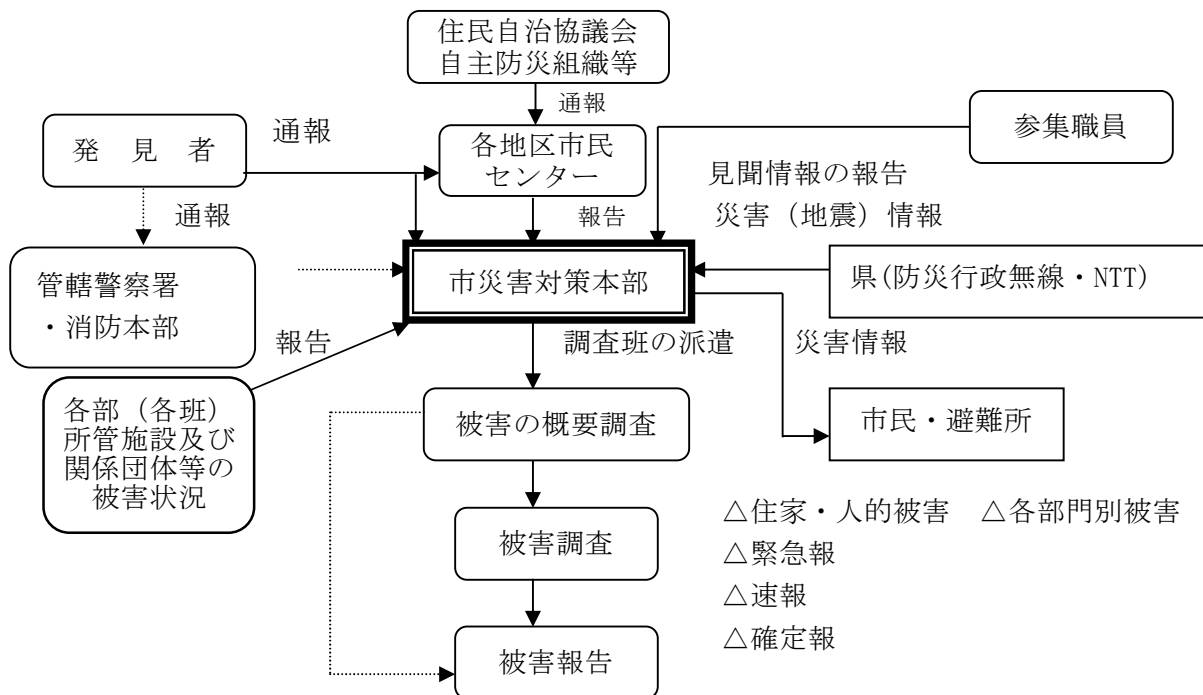 住民自治協議会
自主防災組織等
通報
発　見　者
通報
各地区市民
センター
参集職員
見聞情報の報告
通報
報告
災害（地震）情報
管轄警察署
・消防本部
市災害対策本部
県(防災行政無線・NTT)
報告
調査班の派遣
災害情報
各部（各班）
所管施設及び
関係団体等の
被害状況
被害の概要調査
市民・避難所
被害調査
△住家・人的被害　△各部門別被害
△緊急報
△速報
△確定報
被害報告